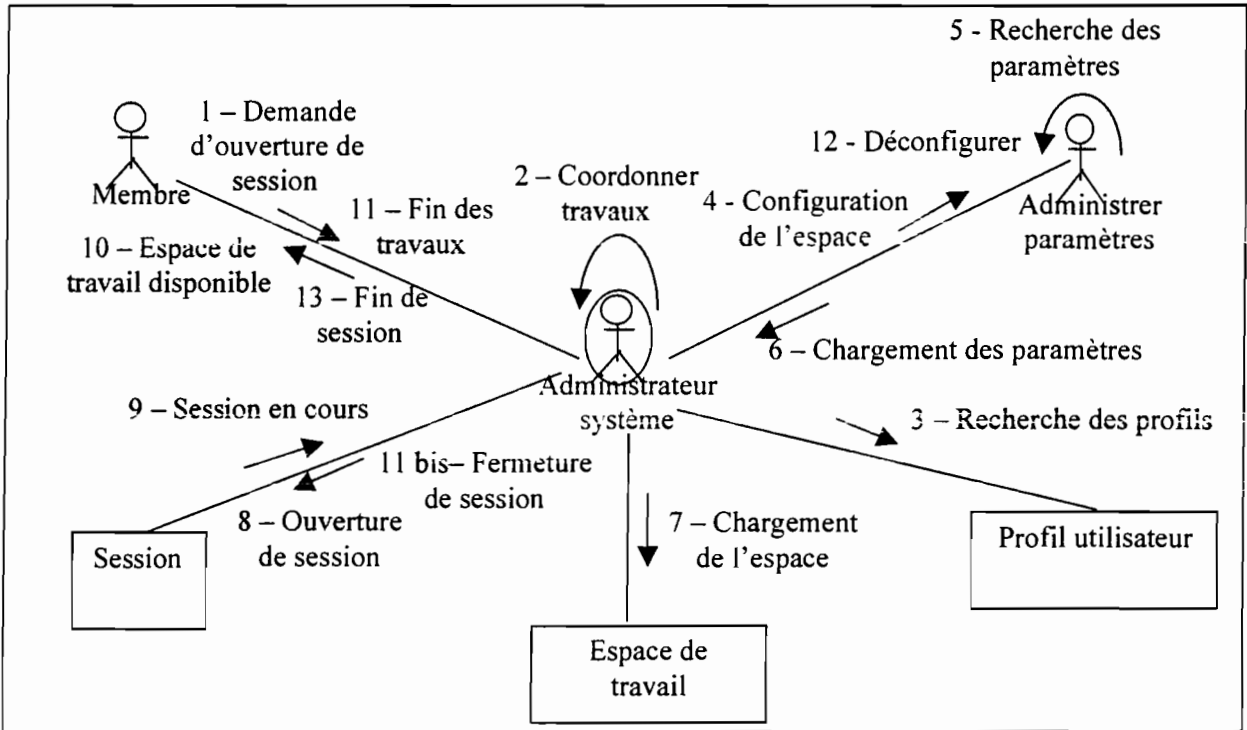 5 - Recherche des
paramètres
1 – Demande
d'ouverture de
session
Membre
12 - Déconfigurer
2 – Coordonner
travaux
4 - Configuration
de l'espace
Administrer
paramètres
11 – Fin des
travaux
10 – Espace de
travail disponible
13 – Fin de
session
6 – Chargement des paramètres
Administrateur
système
9 – Session en cours
3 – Recherche des profils
11 bis– Fermeture
de session
8 – Ouverture
de session
7 – Chargement
de l'espace
Session
Profil utilisateur
Espace de
travail